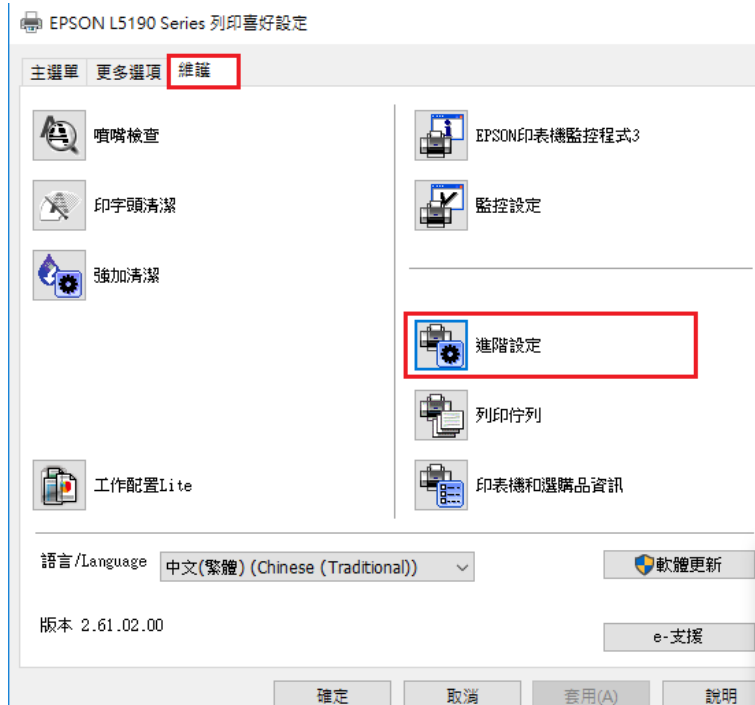 EPSON L5190 Series 列印喜好設定
主選單 更多選項 維護
噴嘴檢查
印字頭清潔
強加清潔
工作配置Lite
EPSON印表機監控程式3
監控設定
進階設定
列印佇列
印表機和選購品資訊
語言/Language 中文(繁體) (Chinese (Traditional))
軟體更新
版本 2.61.02.00
e-支援
確定 取消 套用(A) 說明